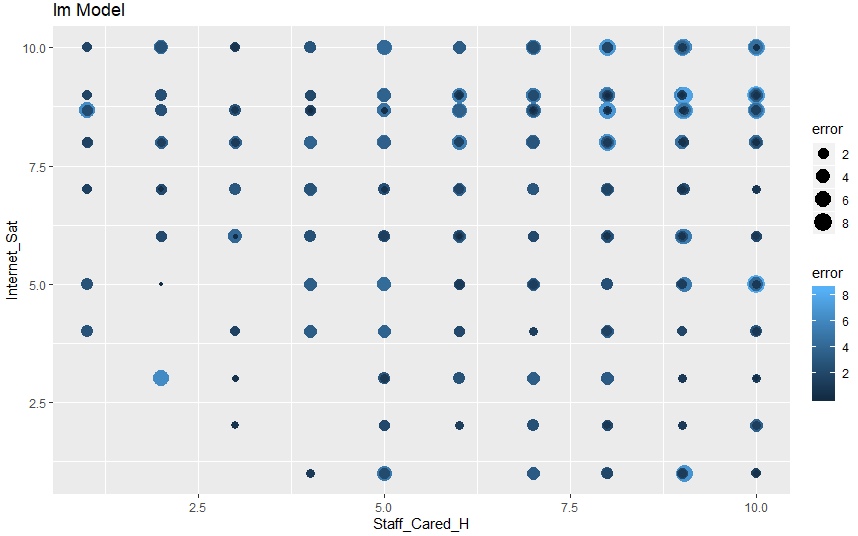 lm Model
10.0
7.5
5.0
2.5
Internet_Sat
2.5 5.0 7.5 10.0
Staff_Cared_H
error
2
4
6
8
error
8
6
4
2